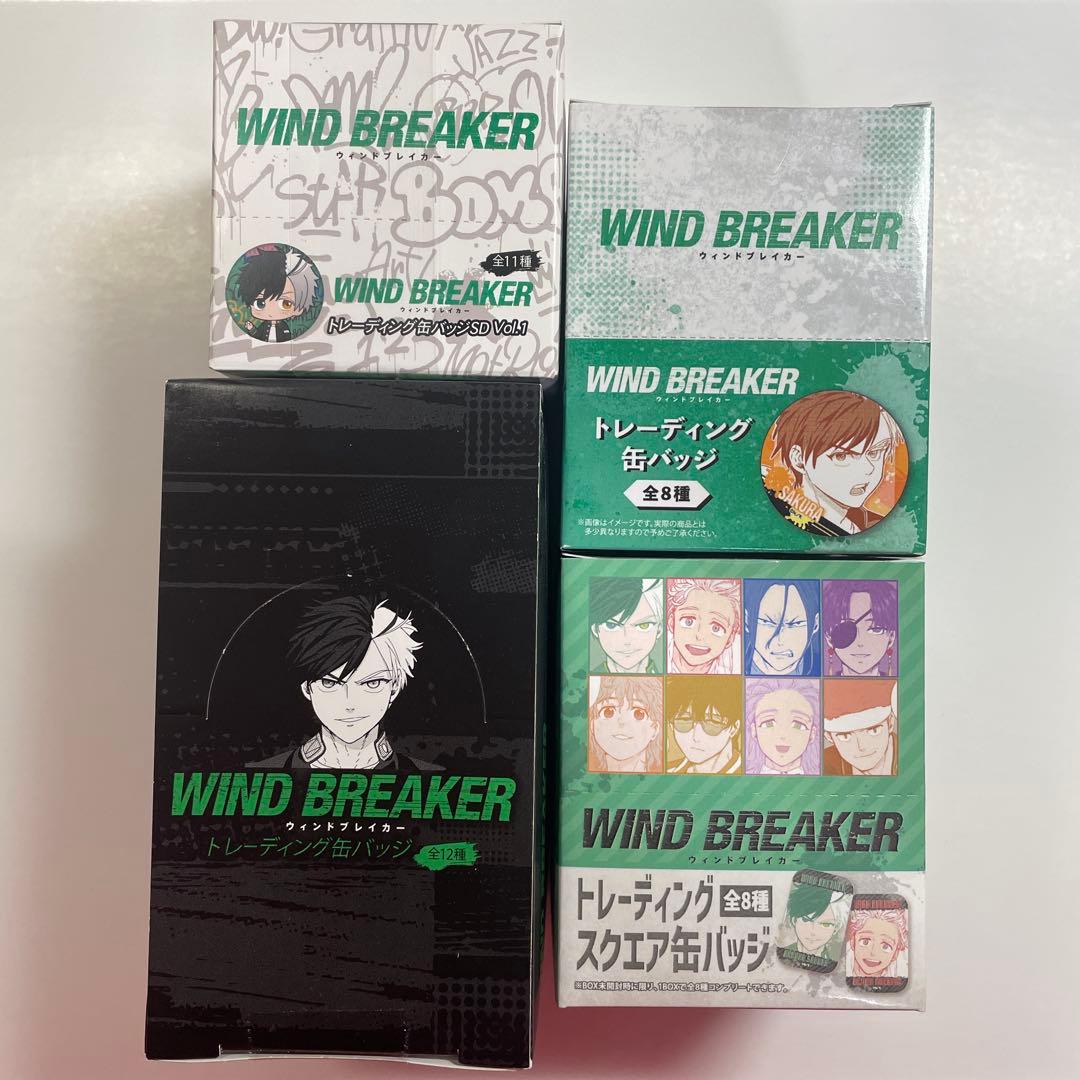 JAZZ
WIND BREAKER
ウィンドブレイカー
StAR BOM
Art
全11種
WIND BREAKER
ウィンドブレイカー
トレーディング缶バッジSD Vol.1
WIND BREAKER
ウィンドブレイカー
WIND BREAKER
ウィンドブレイカー
トレーディング
缶バッジ
全8種
SAKURA
※画像はイメージです。実際の商品とは
多少異なりますので予めご了承ください。
WIND BREAKER
ウィンドブレイカー
トレーディング缶バッジ 全12種
WIND BREAKER
ウィンドブレイカー
トレーディング 全8種
スクエア缶バッジ
WIND BREAKER
※BOX未開封時に限り、1BOXで全8種コンプリートできます。